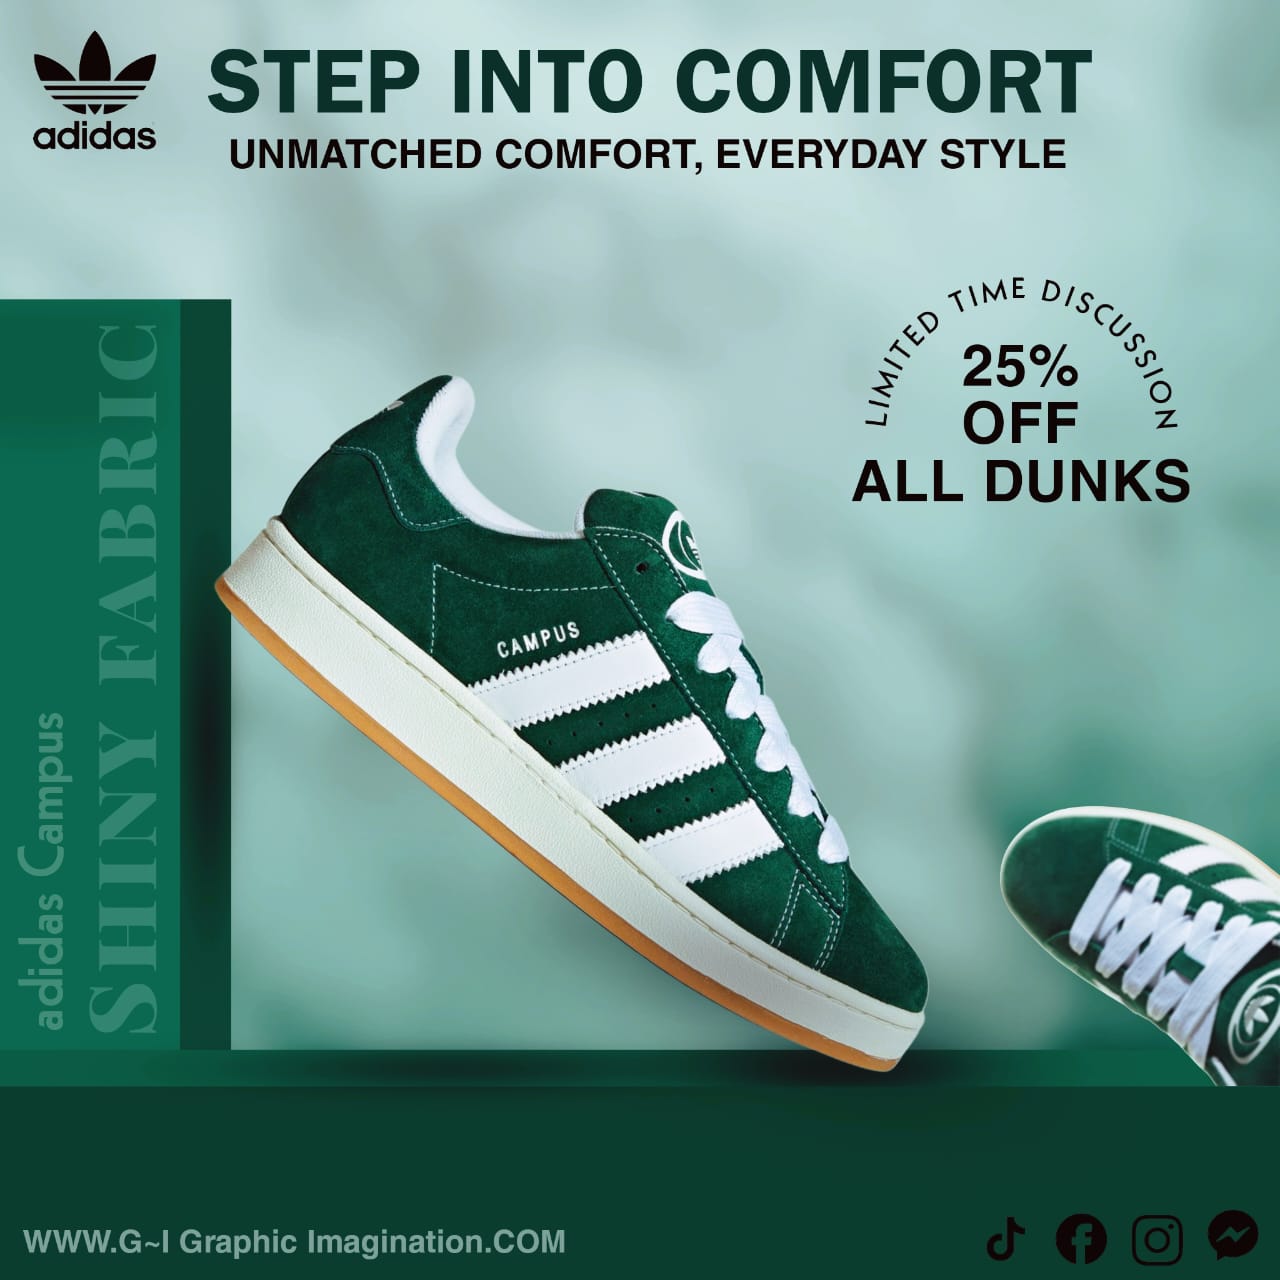 adidas
STEP INTO COMFORT
UNMATCHED COMFORT, EVERYDAY STYLE
LIMITED TIME DISCUSSION
25%
OFF
ALL DUNKS
adidas Campus
SHINY FABRIC
CAMPUS
WWW.G~I Graphic Imagination.COM